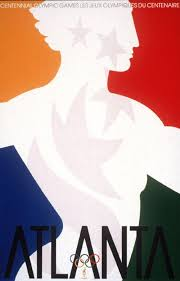 CENTENNIAL OLYMPIC GAMES LES JEUX OLYMPIQUES DU CENTENAIRE
ATLANTA